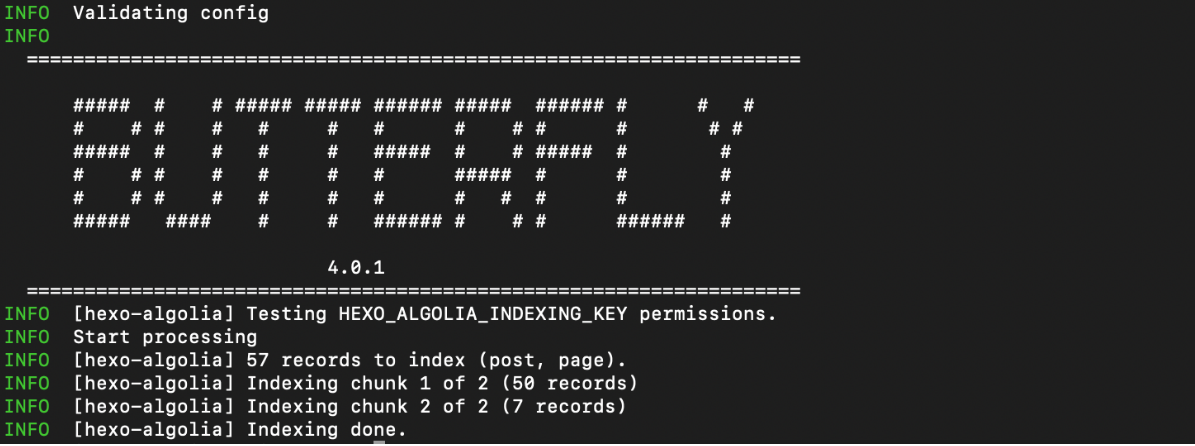 INFO  Validating config
INFO
  ===================================================================

      #####  #    # ##### ##### ###### #####  ###### #      #   #
      #    # #    #   #     #   #      #    # #      #       # #
      #####  #    #   #     #   #####  #    # #####  #        #
      #    # #    #   #     #   #      #####  #      #        #
      #    # #    #   #     #   #      #   #  #      #        #
      #####   ####    #     #   ###### #    # #      ######   #

                            4.0.1
  ===================================================================
INFO  [hexo-algolia] Testing HEXO_ALGOLIA_INDEXING_KEY permissions.
INFO  Start processing
INFO  [hexo-algolia] 57 records to index (post, page).
INFO  [hexo-algolia] Indexing chunk 1 of 2 (50 records)
INFO  [hexo-algolia] Indexing chunk 2 of 2 (7 records)
INFO  [hexo-algolia] Indexing done.